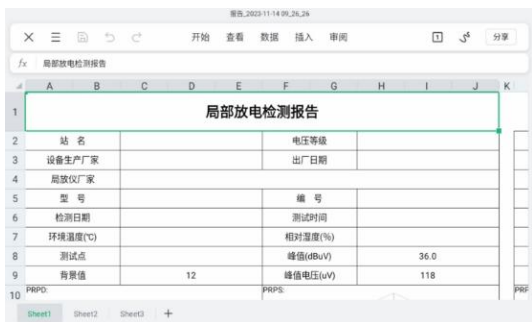 报告_2023-11-14 09_26_26
开始 查看 数据 插入 审阅 1 分享
fx 局部放电检测报告
A B C D E F G H I J K
1 局部放电检测报告
2 站 名 电压等级
3 设备生产厂家 出厂日期
4 局放仪厂家
5 型 号 编 号
6 检测日期 测试时间
7 环境温度(℃) 相对湿度(%)
8 测试点 峰值(dBuV) 36.0
9 背景值 12 峰值电压(uV) 118
10 PRPD: PRPS: PRF
Sheet1 Sheet2 Sheet3 +